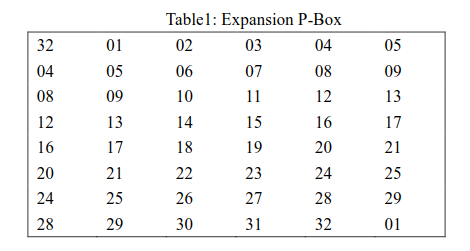 Table1: Expansion P-Box
32 01 02 03 04 05
04 05 06 07 08 09
08 09 10 11 12 13
12 13 14 15 16 17
16 17 18 19 20 21
20 21 22 23 24 25
24 25 26 27 28 29
28 29 30 31 32 01